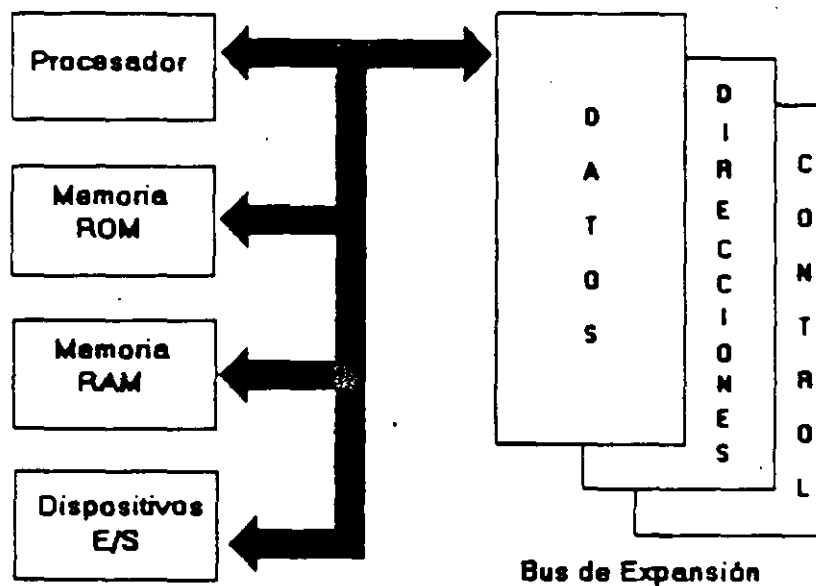 Procesador
Memoria
ROM
Memoria
RAM
Dispositivos
E/S
DATOS
DIRECCIONES
CONTROL
Bus de Expansión